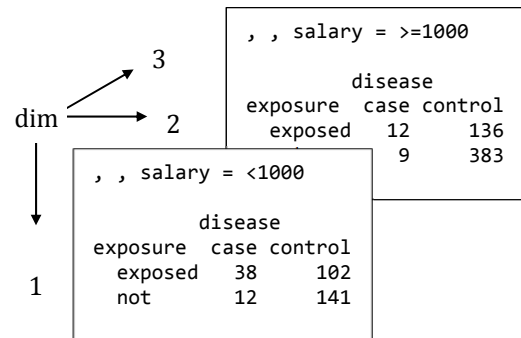 , , salary = >=1000
disease
exposure case control
exposed 12 136
9 383
3
dim
2
1
, , salary = <1000
disease
exposure case control
exposed 38 102
not 12 141